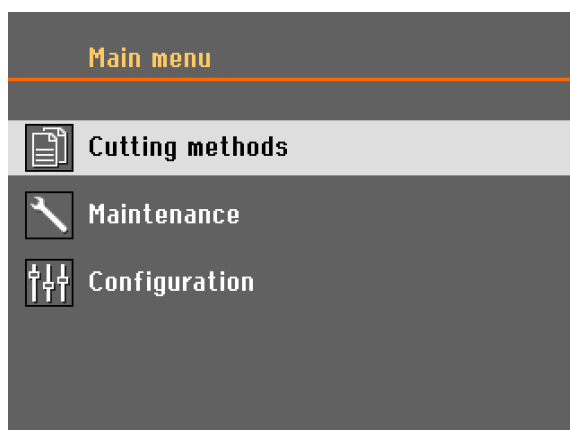 Main menu
Cutting methods
Maintenance
Configuration